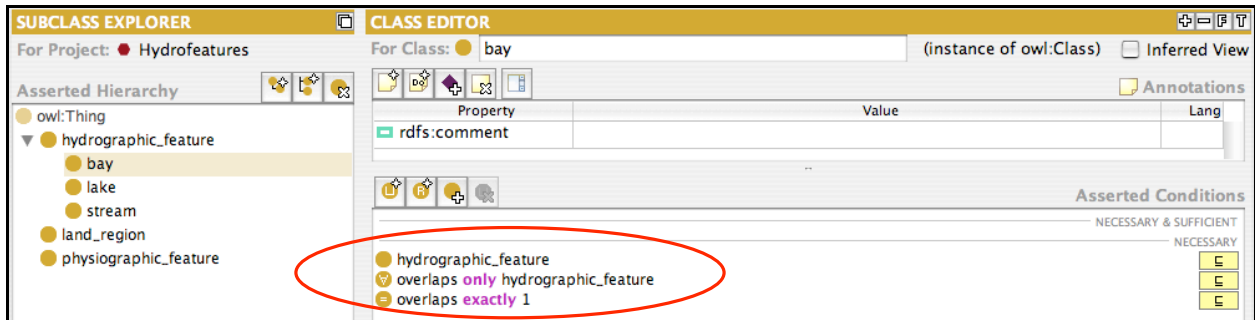 SUBCLASS EXPLORER
For Project: Hydrofeatures
Asserted Hierarchy
owl:Thing
hydrographic_feature
bay
lake
stream
land_region
physiographic_feature
CLASS EDITOR
F T
For Class: bay (instance of owl:Class) Inferred View
Annotations
Property Value Lang
rdfs:comment
Asserted Conditions
NECESSARY & SUFFICIENT
NECESSARY
hydrographic_feature ⊑
∀ overlaps only hydrographic_feature ⊑
= overlaps exactly 1 ⊑